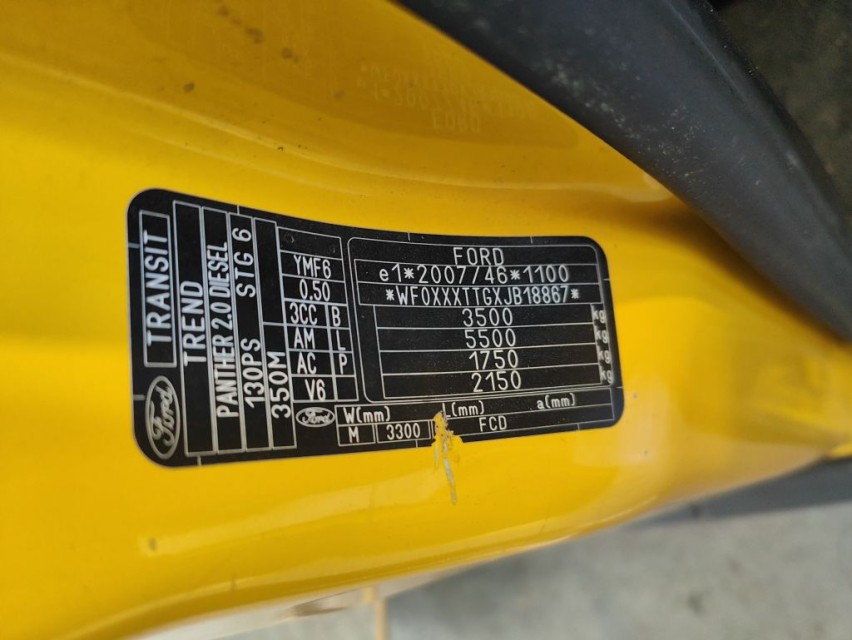 TRANSIT
Ford
TREND
PANTHER 2.0 DIESEL
130PS STG 6
350M
YMF6
0.50
3CC B
AM L
AC P
V6
FORD
e1*2007/46*1100
*WF0XXXTTGXJB18867*
3500 kg
5500 kg
1750 kg
2150 kg
Ford W(mm) L(mm) a(mm)
M 3300 FCD